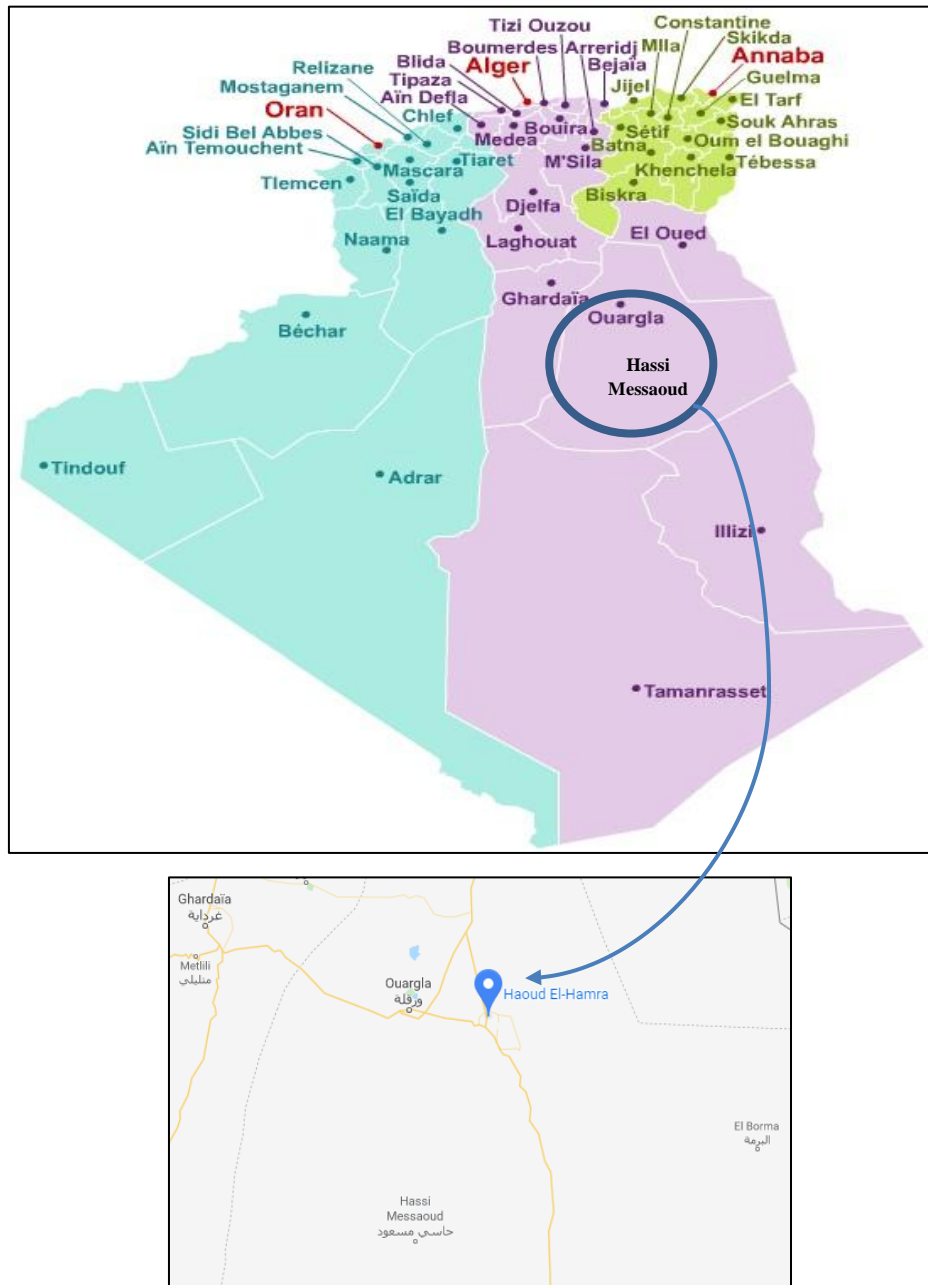 Tizi Ouzou
Constantine
Skikda
Boumerdes
Arreridj
Mlla
Annaba
Blida
Alger
Bejaïa
Relizane
Tipaza
Jijel
Guelma
Mostaganem
Aïn Defla
El Tarf
Oran
Chlef
Bouira
Sétif
Souk Ahras
Sidi Bel Abbes
Medea
Batna
Oum el Bouaghi
Aïn Temouchent
Tiaret
M'Sila
Mascara
Khenchela
Tébessa
Tlemcen
Saïda
Biskra
El Bayadh
Djelfa
Naama
Laghouat
El Oued
Ghardaïa
Ouargla
Béchar
Hassi
Messaoud
Tindouf
Adrar
Illizi
Tamanrasset
Ghardaïa
غرداية
Metlili
متليلي
Ouargla
ورقلة
Haoud El-Hamra
El Borma
البرمة
Hassi
Messaoud
حاسي مسعود